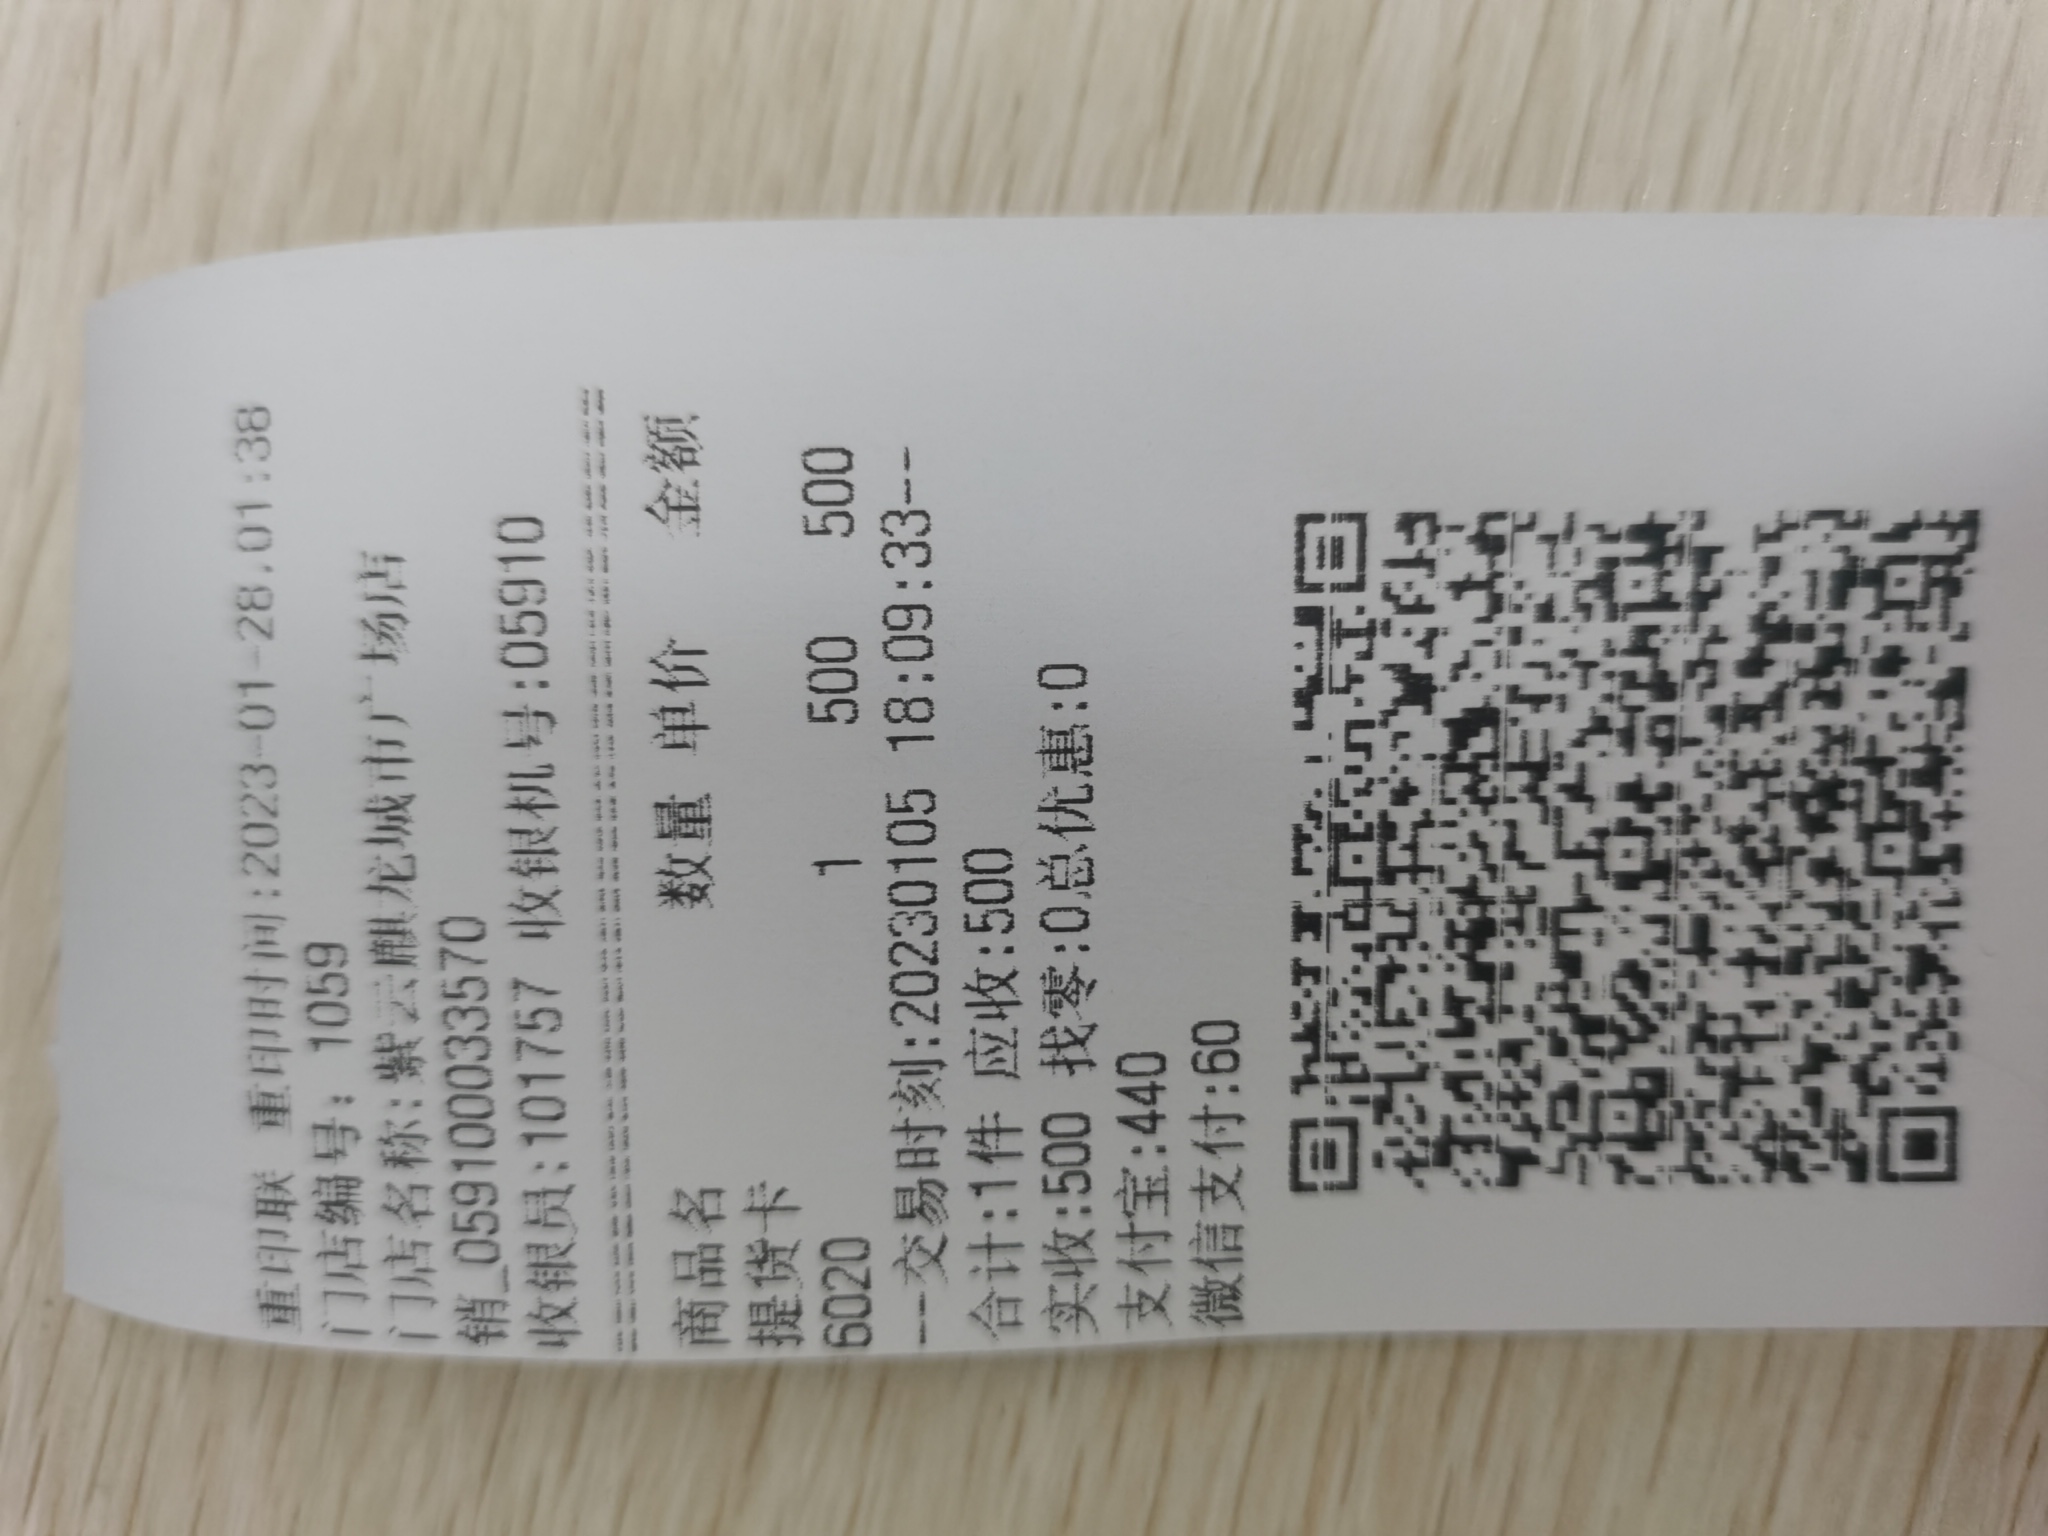 重印联 重印时间:2023-01-28.01:38
门店编号: 1059
门店名称:紫云麒龙城市广场店
销_0591000033570
收银员:101757 收银机号:05910
================================
商品名 数量 单价 金额
提货卡
6020 1 500 500
--交易时刻:20230105 18:09:33--
合计:1件 应收:500
实收:500 找零:0总优惠:0
支付宝:440
微信支付:60